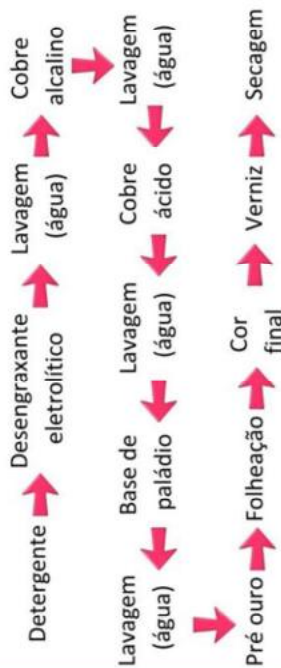 Detergente
Desengraxante
eletrolítico
Lavagem
(água)
Cobre
alcalino
Lavagem
(água)
Cobre
ácido
Lavagem
(água)
Base de
paládio
Lavagem
(água)
Pré ouro
Folheação
Cor
final
Verniz
Secagem